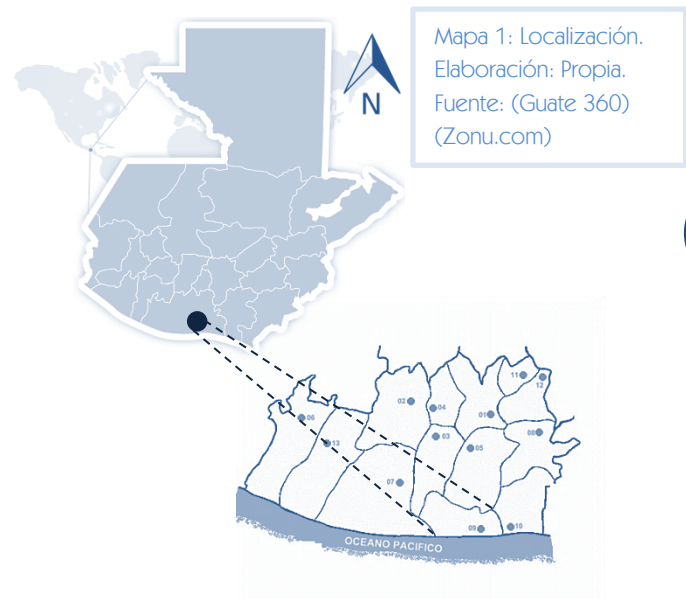 Mapa 1: Localización.
Elaboración: Propia.
Fuente: (Guate 360)
(Zonu.com)
N
11
12
02
04
01
06
03
08
13
05
07
09
10
OCEANO PACIFICO